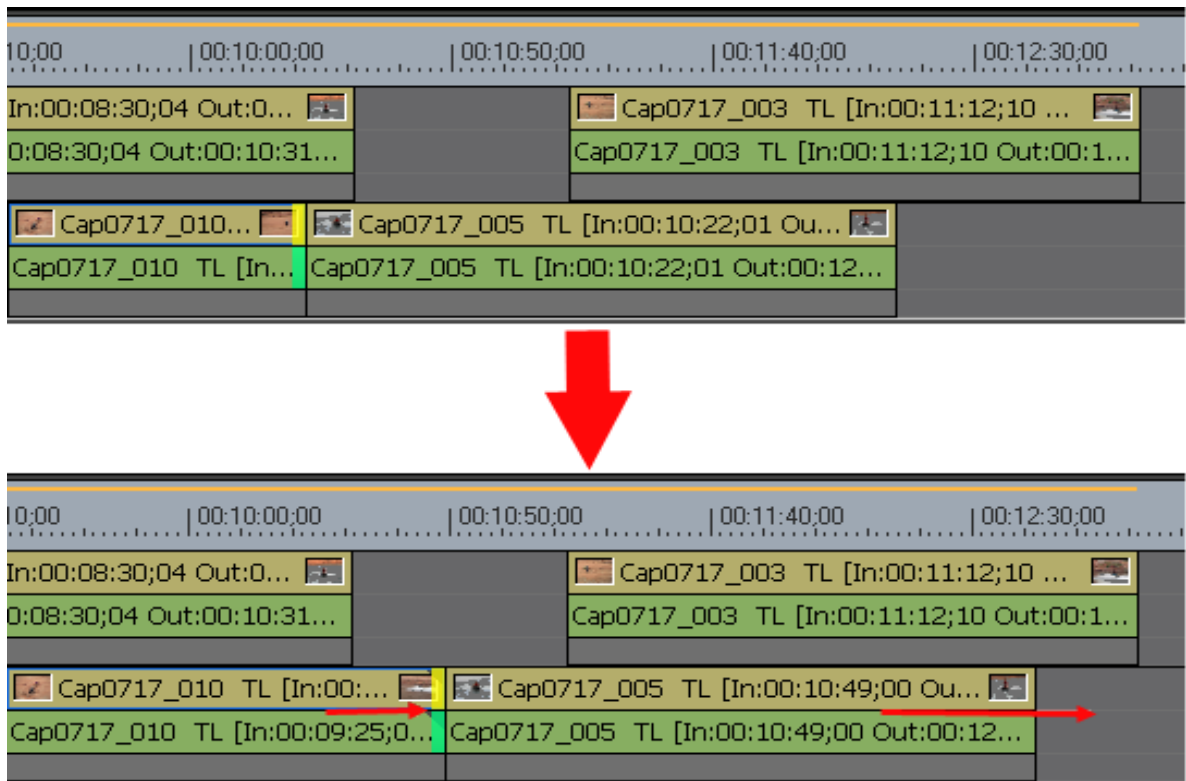 10;00 00:10:00;00 00:10:50;00 00:11:40;00 00:12:30;00
In:00:08:30;04 Out:0... Cap0717_003 TL [In:00:11:12;10 ...
0:08:30;04 Out:00:10:31... Cap0717_003 TL [In:00:11:12;10 Out:00:1...
Cap0717_010... Cap0717_005 TL [In:00:10:22;01 Ou...
Cap0717_010 TL [In... Cap0717_005 TL [In:00:10:22;01 Out:00:12...
10;00 00:10:00;00 00:10:50;00 00:11:40;00 00:12:30;00
In:00:08:30;04 Out:0... Cap0717_003 TL [In:00:11:12;10 ...
0:08:30;04 Out:00:10:31... Cap0717_003 TL [In:00:11:12;10 Out:00:1...
Cap0717_010 TL [In:00:... Cap0717_005 TL [In:00:10:49;00 Ou...
Cap0717_010 TL [In:00:09:25;0... Cap0717_005 TL [In:00:10:49;00 Out:00:12...